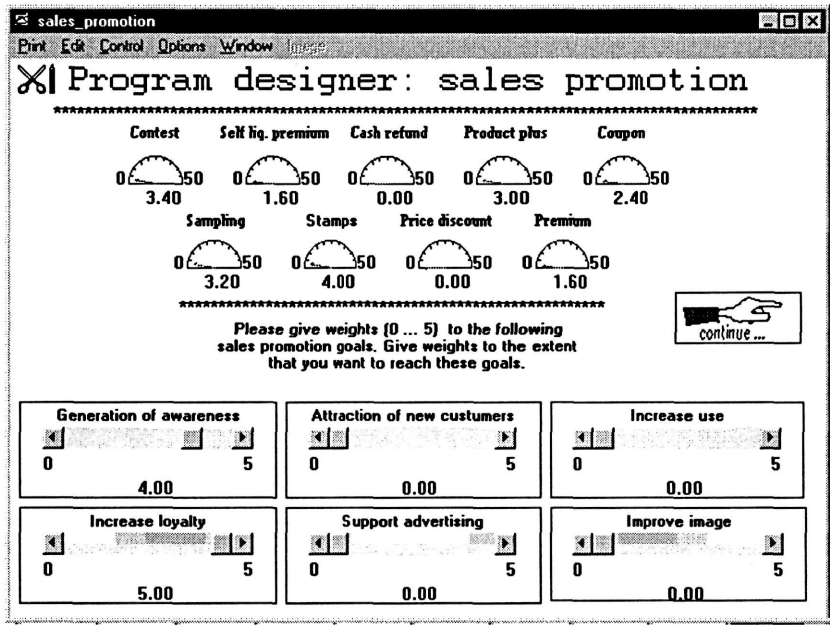 sales_promotion
Print Edit Control Options Window Image
Program designer: sales promotion
************************************************************
Contest Self liq. premium Cash refund Product plus Coupon
0 50 0 50 0 50 0 50 0 50
3.40 1.60 0.00 3.00 2.40
Sampling Stamps Price discount Premium
0 50 0 50 0 50 0 50
3.20 4.00 0.00 1.60
************************************************************
Please give weights (0 ... 5) to the following
sales promotion goals. Give weights to the extent
that you want to reach these goals.
continue ...
Generation of awareness Attraction of new custumers Increase use
0 5 0 5 0 5
4.00 0.00 0.00
Increase loyalty Support advertising Improve image
0 5 0 5 0 5
5.00 0.00 0.00